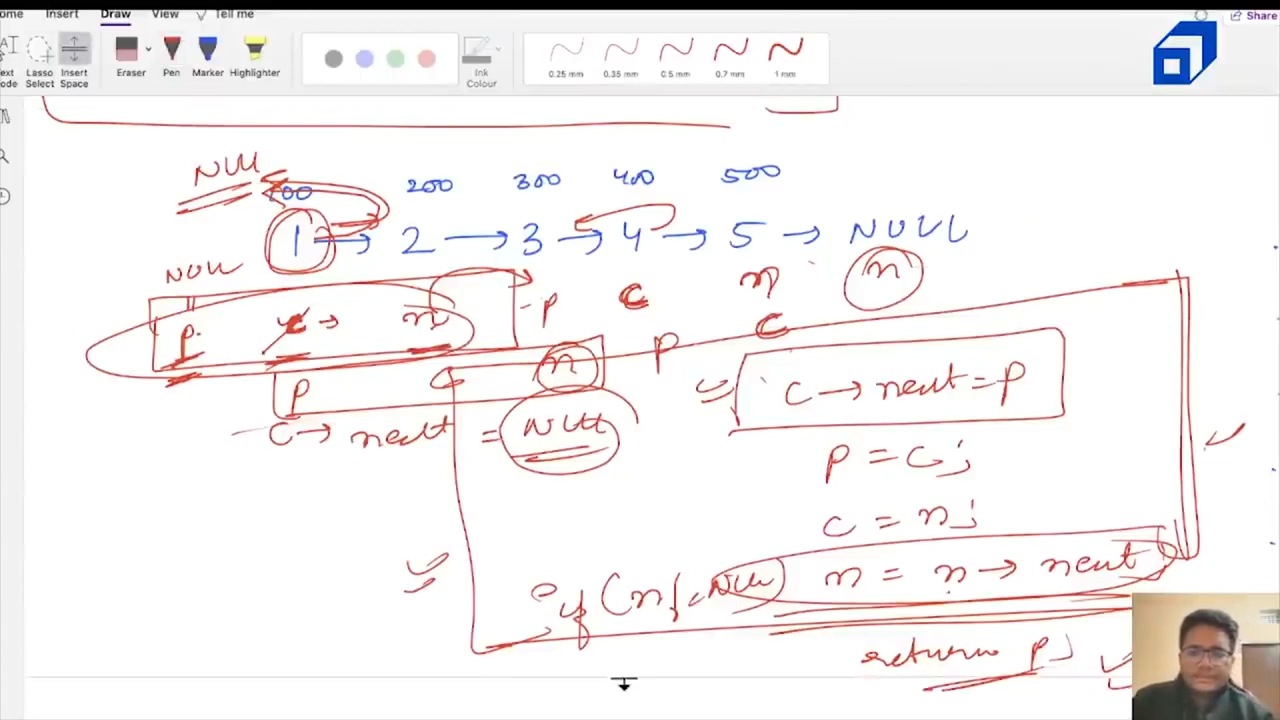 ome Insert Draw View Tell me Share
Text Mode Lasso Select Insert Space Eraser Pen Marker Highlighter Ink Colour 0.25 mm 0.35 mm 0.5 mm 0.7 mm 1 mm
NULL
100 200 300 400 500
1 → 2 → 3 → 4 → 5 → NULL
NULL n
p c → n p c n
c
p n p
c → next = NULL
c → next = p
p = c;
c = n;
if (n != NULL) n = n → next
return p;